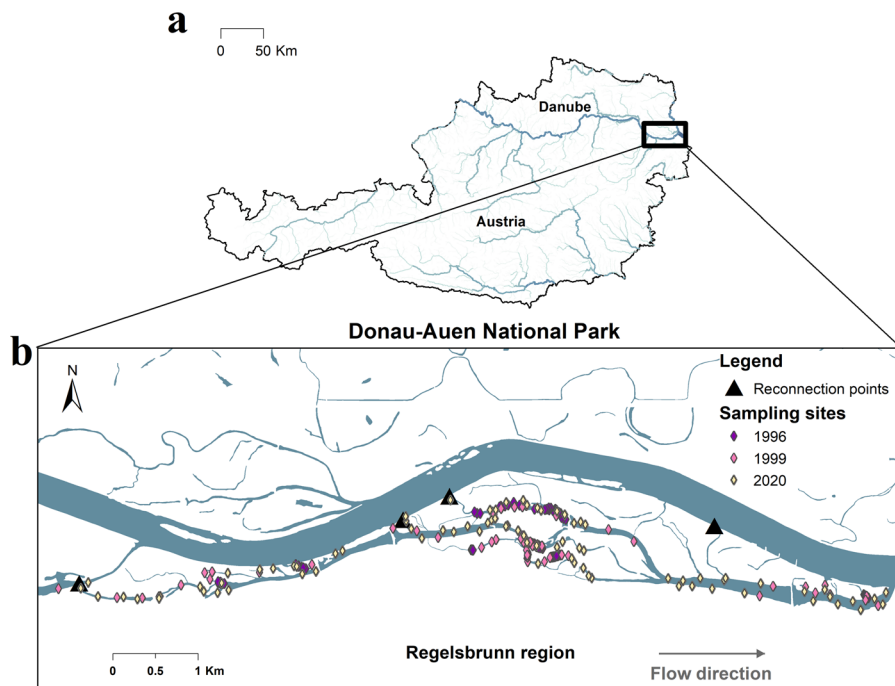 a
0 50 Km
Danube
Austria
Donau-Auen National Park
b
N
Legend
Reconnection points
Sampling sites
1996
1999
2020
0 0.5 1 Km
Regelsbrunn region
Flow direction